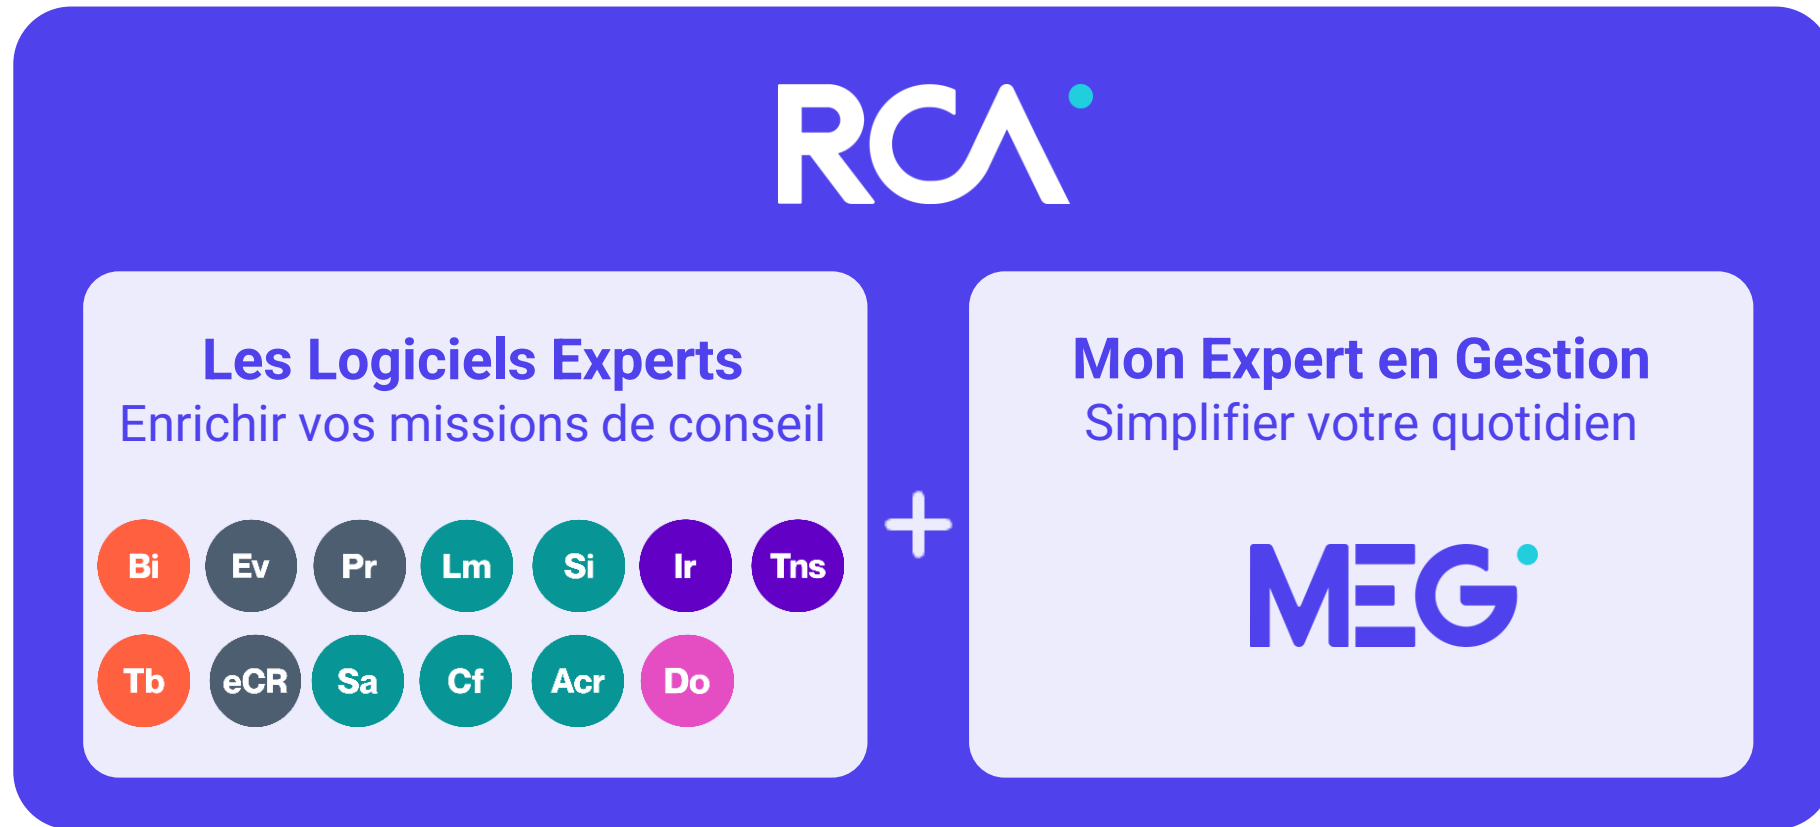 RCA
Les Logiciels Experts
Enrichir vos missions de conseil
Bi Ev Pr Lm Si Ir Tns
Tb eCR Sa Cf Acr Do
+
Mon Expert en Gestion
Simplifier votre quotidien
MEG